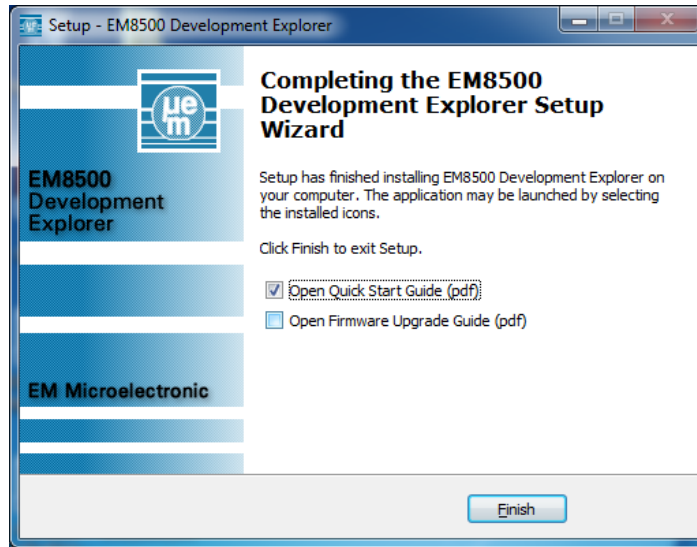 Setup - EM8500 Development Explorer
μe
m
EM8500
Development
Explorer
EM Microelectronic
Completing the EM8500
Development Explorer Setup
Wizard
Setup has finished installing EM8500 Development Explorer on
your computer. The application may be launched by selecting
the installed icons.
Click Finish to exit Setup.
Open Quick Start Guide (pdf)
Open Firmware Upgrade Guide (pdf)
Finish